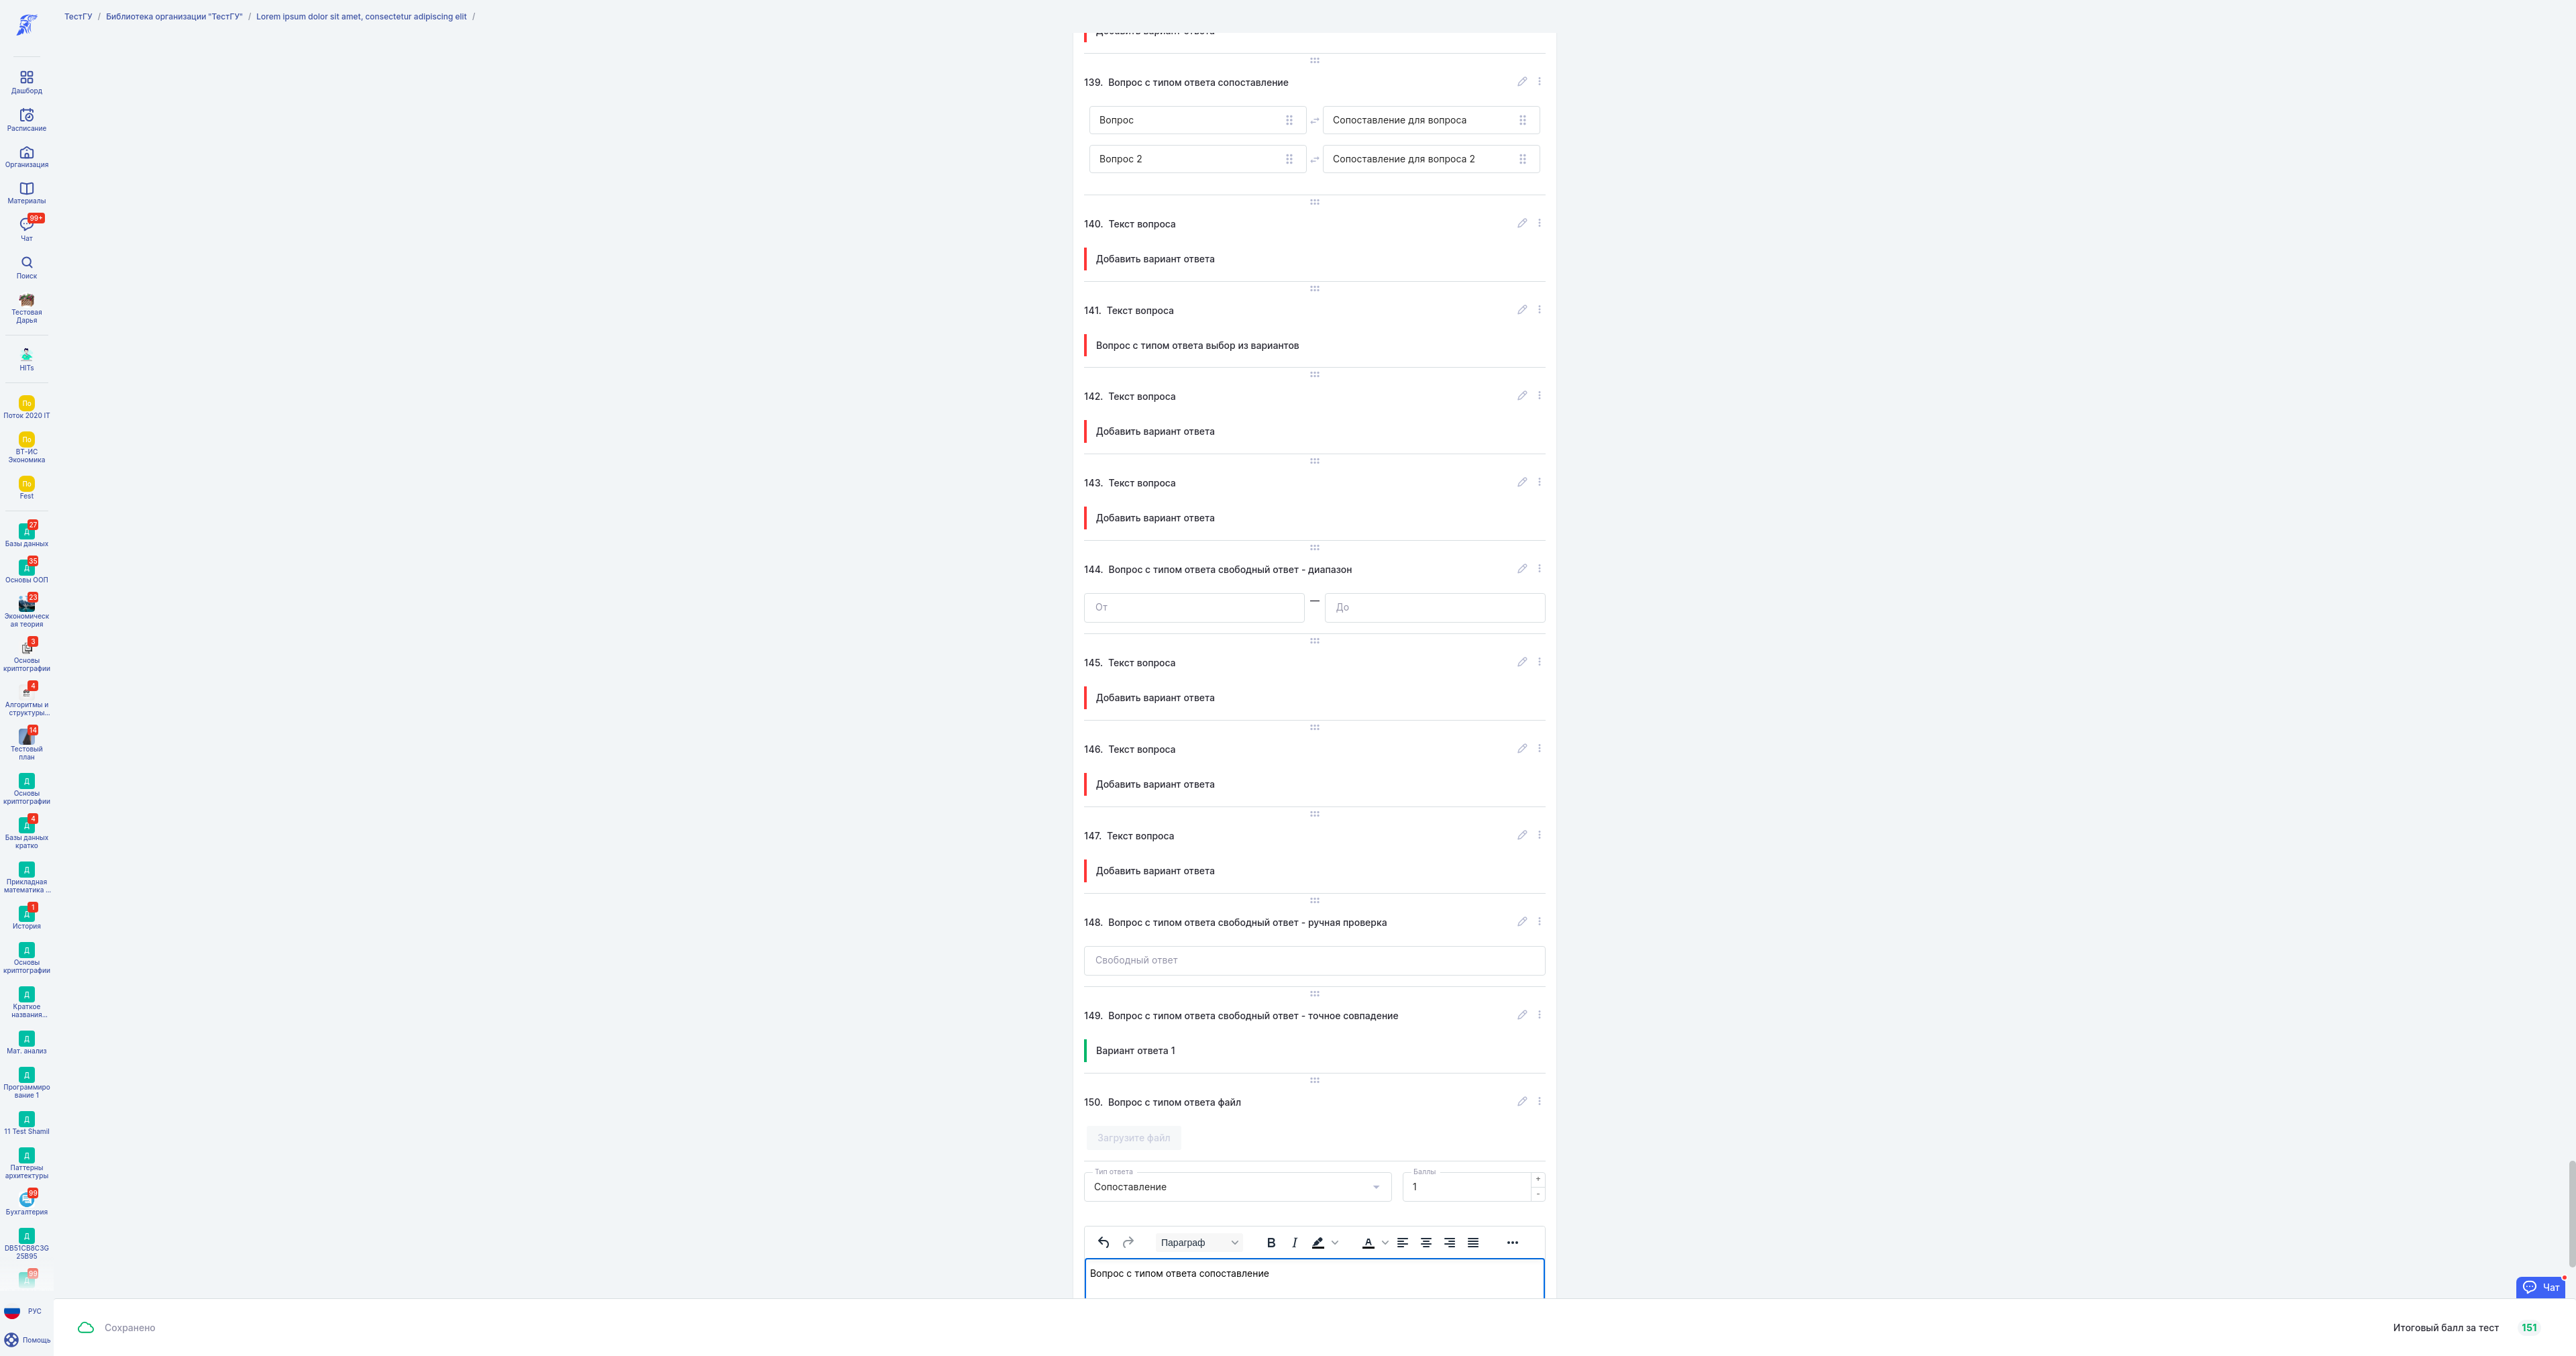 ТестГУ / Библиотека организации "ТестГУ" / Lorem ipsum dolor sit amet, consectetur adipiscing elit /
Дашборд
Расписание
Организация
Материалы
99+
Чат
Поиск
Тестовая
Дарья
HITs
По
Поток 2020 IT
По
ВТ-ИС
Экономика
По
Fest
27
Д
Базы данных
35
Д
Основы ООП
23
Экономическ
ая теория
3
Основы
криптографии
4
Алгоритмы и
структуры...
14
Тестовый
план
Д
Основы
криптографии
4
Д
Базы данных
кратко
Д
Прикладная
математика ...
1
Д
История
Д
Основы
криптографии
Д
Краткое
названия...
Д
Мат. анализ
Д
Программиро
вание 1
Д
11 Test Shamil
Д
Паттерны
архитектуры
99
Бухгалтерия
Д
DB51CB8C3G
25B95
99
Д
РУС
Помощь
Добавить вариант ответа
139. Вопрос с типом ответа сопоставление
Вопрос Сопоставление для вопроса
Вопрос 2 Сопоставление для вопроса 2
140. Текст вопроса
Добавить вариант ответа
141. Текст вопроса
Вопрос с типом ответа выбор из вариантов
142. Текст вопроса
Добавить вариант ответа
143. Текст вопроса
Добавить вариант ответа
144. Вопрос с типом ответа свободный ответ - диапазон
От — До
145. Текст вопроса
Добавить вариант ответа
146. Текст вопроса
Добавить вариант ответа
147. Текст вопроса
Добавить вариант ответа
148. Вопрос с типом ответа свободный ответ - ручная проверка
Свободный ответ
149. Вопрос с типом ответа свободный ответ - точное совпадение
Вариант ответа 1
150. Вопрос с типом ответа файл
Загрузите файл
Тип ответа Баллы
Сопоставление 1 + -
Параграф B I A
Вопрос с типом ответа сопоставление
Чат
Сохранено Итоговый балл за тест 151